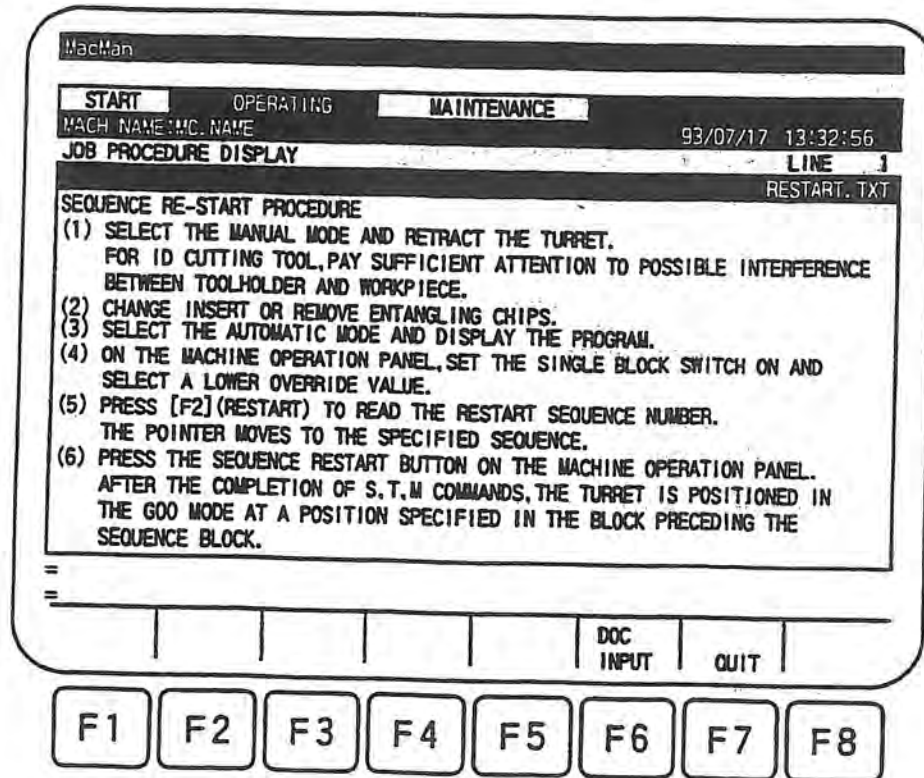 MacMan
START OPERATING MAINTENANCE
MACH NAME:MC.NAME 93/07/17 13:32:56
JOB PROCEDURE DISPLAY LINE 1
RESTART.TXT
SEQUENCE RE-START PROCEDURE
(1) SELECT THE MANUAL MODE AND RETRACT THE TURRET.
FOR ID CUTTING TOOL,PAY SUFFICIENT ATTENTION TO POSSIBLE INTERFERENCE
BETWEEN TOOLHOLDER AND WORKPIECE.
(2) CHANGE INSERT OR REMOVE ENTANGLING CHIPS.
(3) SELECT THE AUTOMATIC MODE AND DISPLAY THE PROGRAM.
(4) ON THE MACHINE OPERATION PANEL,SET THE SINGLE BLOCK SWITCH ON AND
SELECT A LOWER OVERRIDE VALUE.
(5) PRESS [F2](RESTART) TO READ THE RESTART SEQUENCE NUMBER.
THE POINTER MOVES TO THE SPECIFIED SEQUENCE.
(6) PRESS THE SEQUENCE RESTART BUTTON ON THE MACHINE OPERATION PANEL.
AFTER THE COMPLETION OF S.T.M COMMANDS,THE TURRET IS POSITIONED IN
THE G00 MODE AT A POSITION SPECIFIED IN THE BLOCK PRECEDING THE
SEQUENCE BLOCK.
=
=
DOC
INPUT QUIT
F1 F2 F3 F4 F5 F6 F7 F8